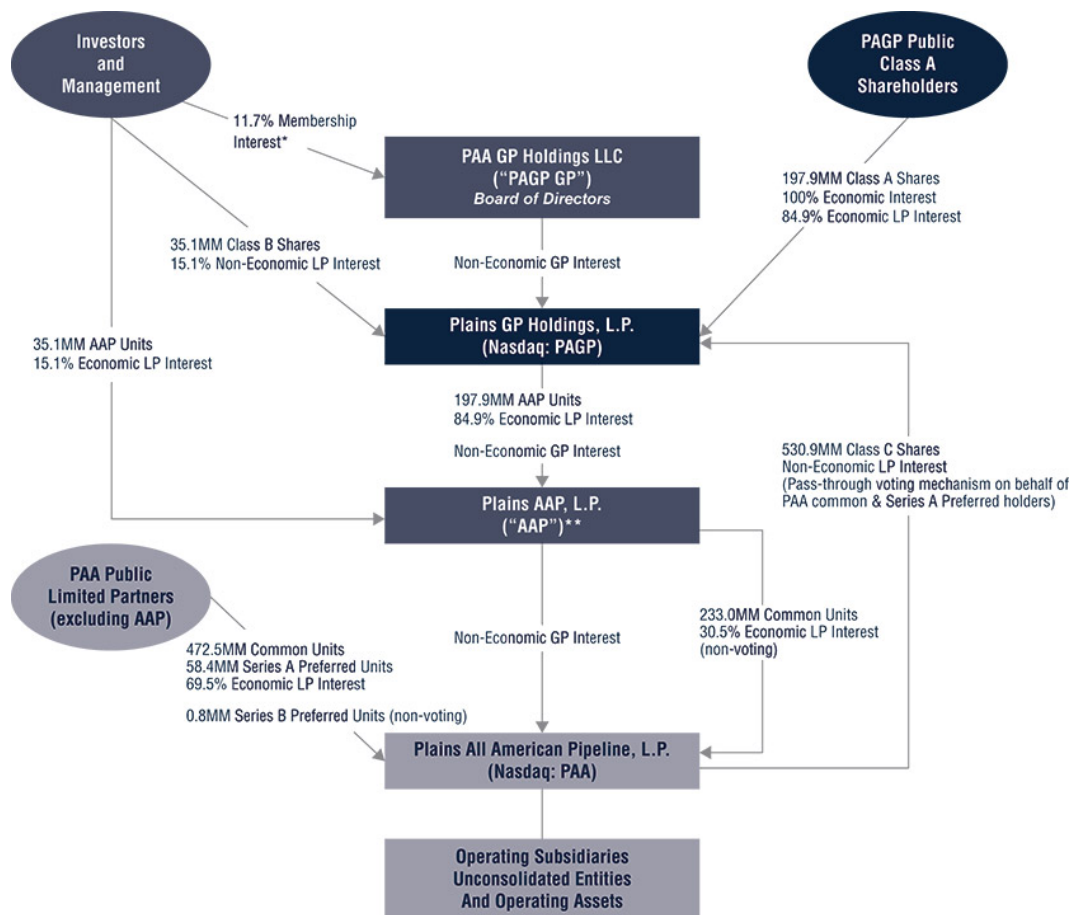 Investors
and
Management
PAGP Public
Class A
Shareholders
11.7% Membership
Interest*
PAA GP Holdings LLC
("PAGP GP")
Board of Directors
197.9MM Class A Shares
100% Economic Interest
84.9% Economic LP Interest
35.1MM Class B Shares
15.1% Non-Economic LP Interest
Non-Economic GP Interest
Plains GP Holdings, L.P.
(Nasdaq: PAGP)
35.1MM AAP Units
15.1% Economic LP Interest
197.9MM AAP Units
84.9% Economic LP Interest
Non-Economic GP Interest
530.9MM Class C Shares
Non-Economic LP Interest
(Pass-through voting mechanism on behalf of
PAA common & Series A Preferred holders)
Plains AAP, L.P.
("AAP")**
PAA Public
Limited Partners
(excluding AAP)
233.0MM Common Units
30.5% Economic LP Interest
(non-voting)
Non-Economic GP Interest
472.5MM Common Units
58.4MM Series A Preferred Units
69.5% Economic LP Interest
0.8MM Series B Preferred Units (non-voting)
Plains All American Pipeline, L.P.
(Nasdaq: PAA)
Operating Subsidiaries
Unconsolidated Entities
And Operating Assets